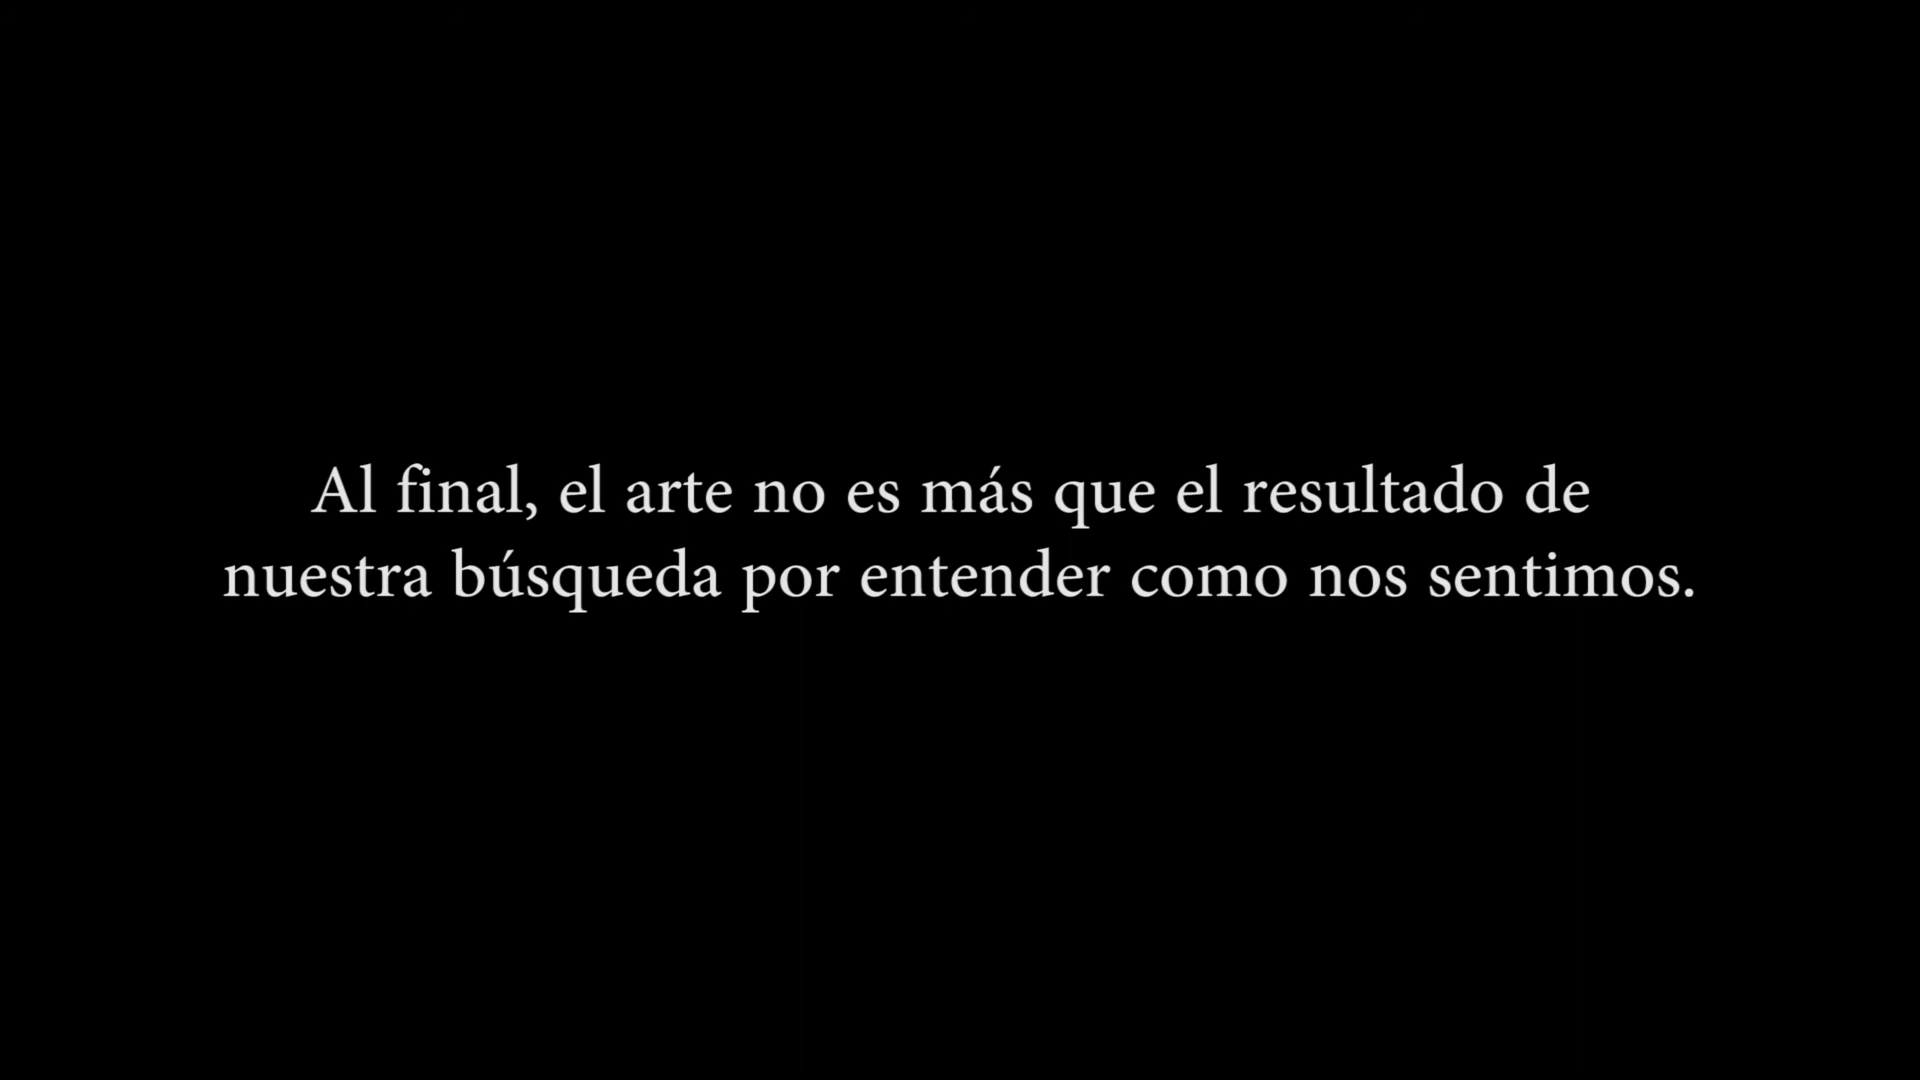 Al final, el arte no es más que el resultado de
nuestra búsqueda por entender como nos sentimos.